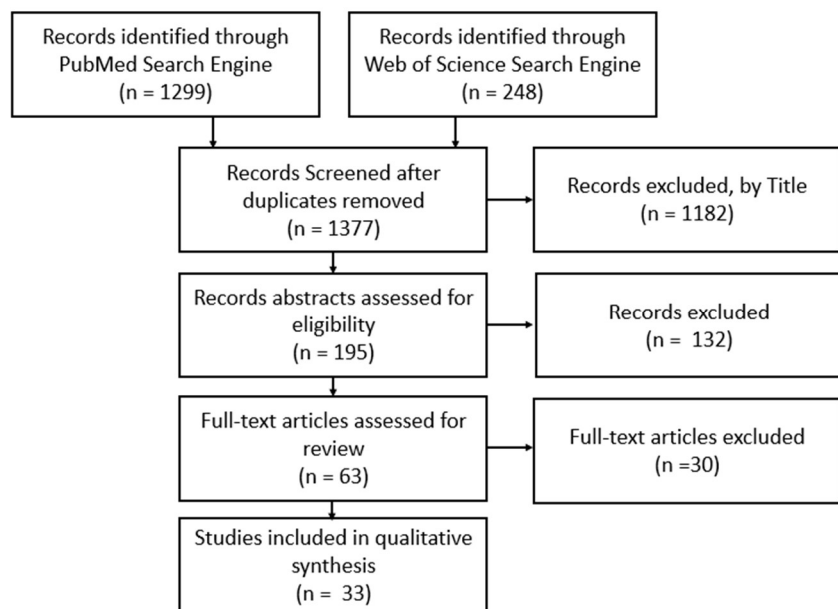 Records identified through
PubMed Search Engine
(n = 1299)
Records identified through
Web of Science Search Engine
(n = 248)
Records Screened after
duplicates removed
(n = 1377)
Records excluded, by Title
(n = 1182)
Records abstracts assessed for
eligibility
(n = 195)
Records excluded
(n = 132)
Full-text articles assessed for
review
(n = 63)
Full-text articles excluded
(n =30)
Studies included in qualitative
synthesis
(n = 33)